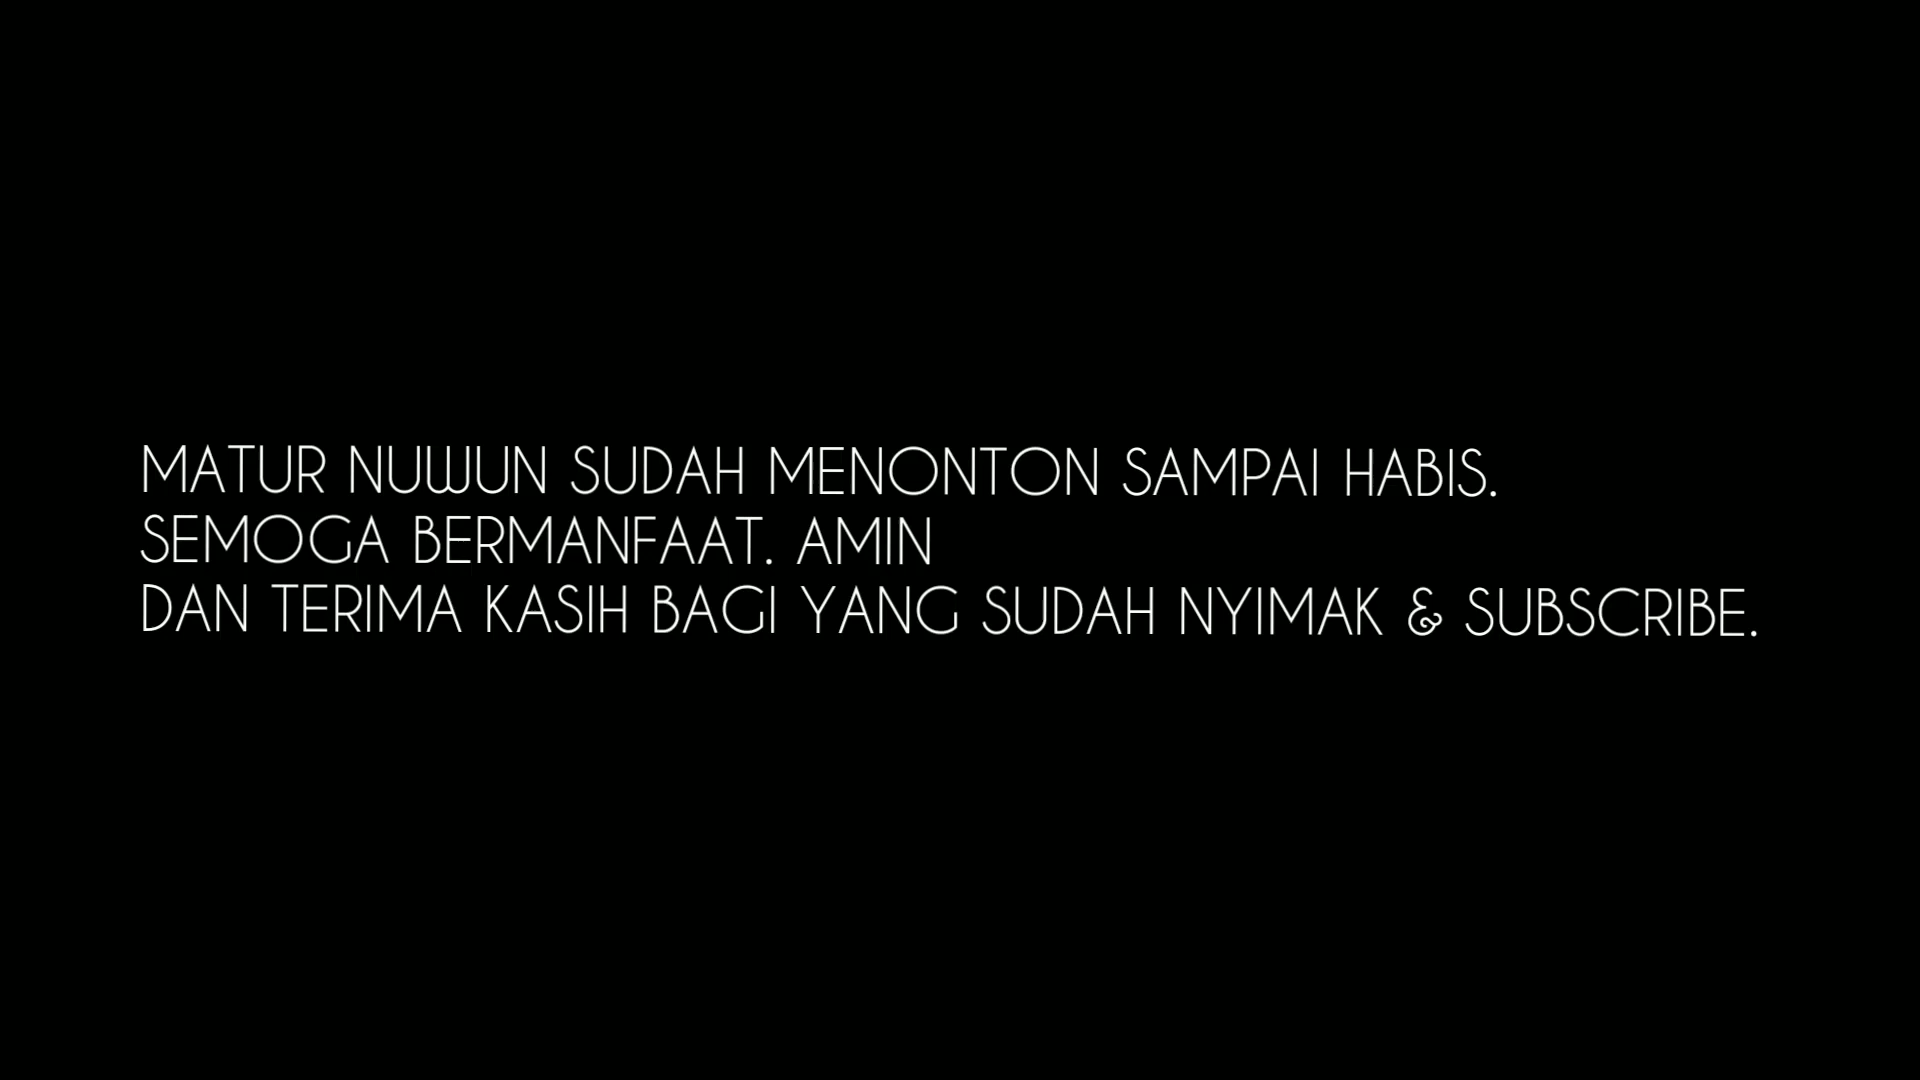 MATUR NUWUN SUDAH MENONTON SAMPAI HABIS.
SEMOGA BERMANFAAT. AMIN
DAN TERIMA KASIH BAGI YANG SUDAH NYIMAK & SUBSCRIBE.